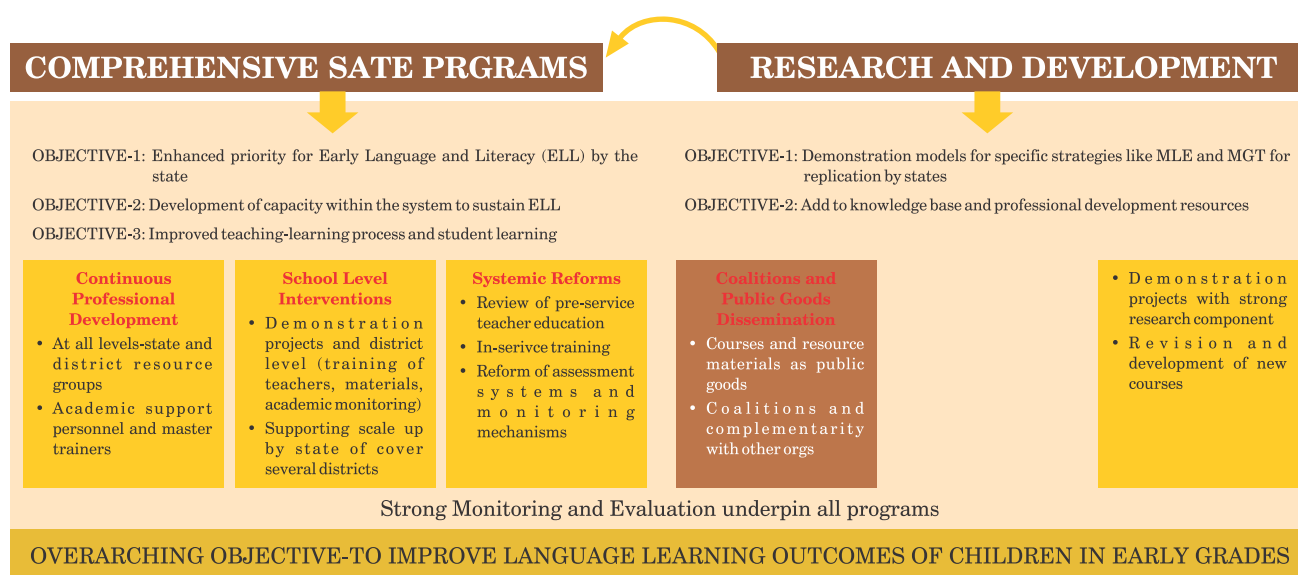 COMPREHENSIVE SATE PRGRAMS
RESEARCH AND DEVELOPMENT
OBJECTIVE-1: Enhanced priority for Early Language and Literacy (ELL) by the
state
OBJECTIVE-2: Development of capacity within the system to sustain ELL
OBJECTIVE-3: Improved teaching-learning process and student learning
OBJECTIVE-1: Demonstration models for specific strategies like MLE and MGT for
replication by states
OBJECTIVE-2: Add to knowledge base and professional development resources
Continuous
Professional
Development
• At all levels-state and
district resource
groups
• Academic support
personnel and master
trainers
School Level
Interventions
• Demonstration
projects and district
level (training of
teachers, materials,
academic monitoring)
• Supporting scale up
by state of cover
several districts
Systemic Reforms
• Review of pre-service
teacher education
• In-serivce training
• Reform of assessment
systems and
monitoring
mechanisms
Coalitions and
Public Goods
Dissemination
• Courses and resource
materials as public
goods
• Coalitions and
complementarity
with other orgs
• Demonstration
projects with strong
research component
• Revision and
development of new
courses
Strong Monitoring and Evaluation underpin all programs
OVERARCHING OBJECTIVE-TO IMPROVE LANGUAGE LEARNING OUTCOMES OF CHILDREN IN EARLY GRADES